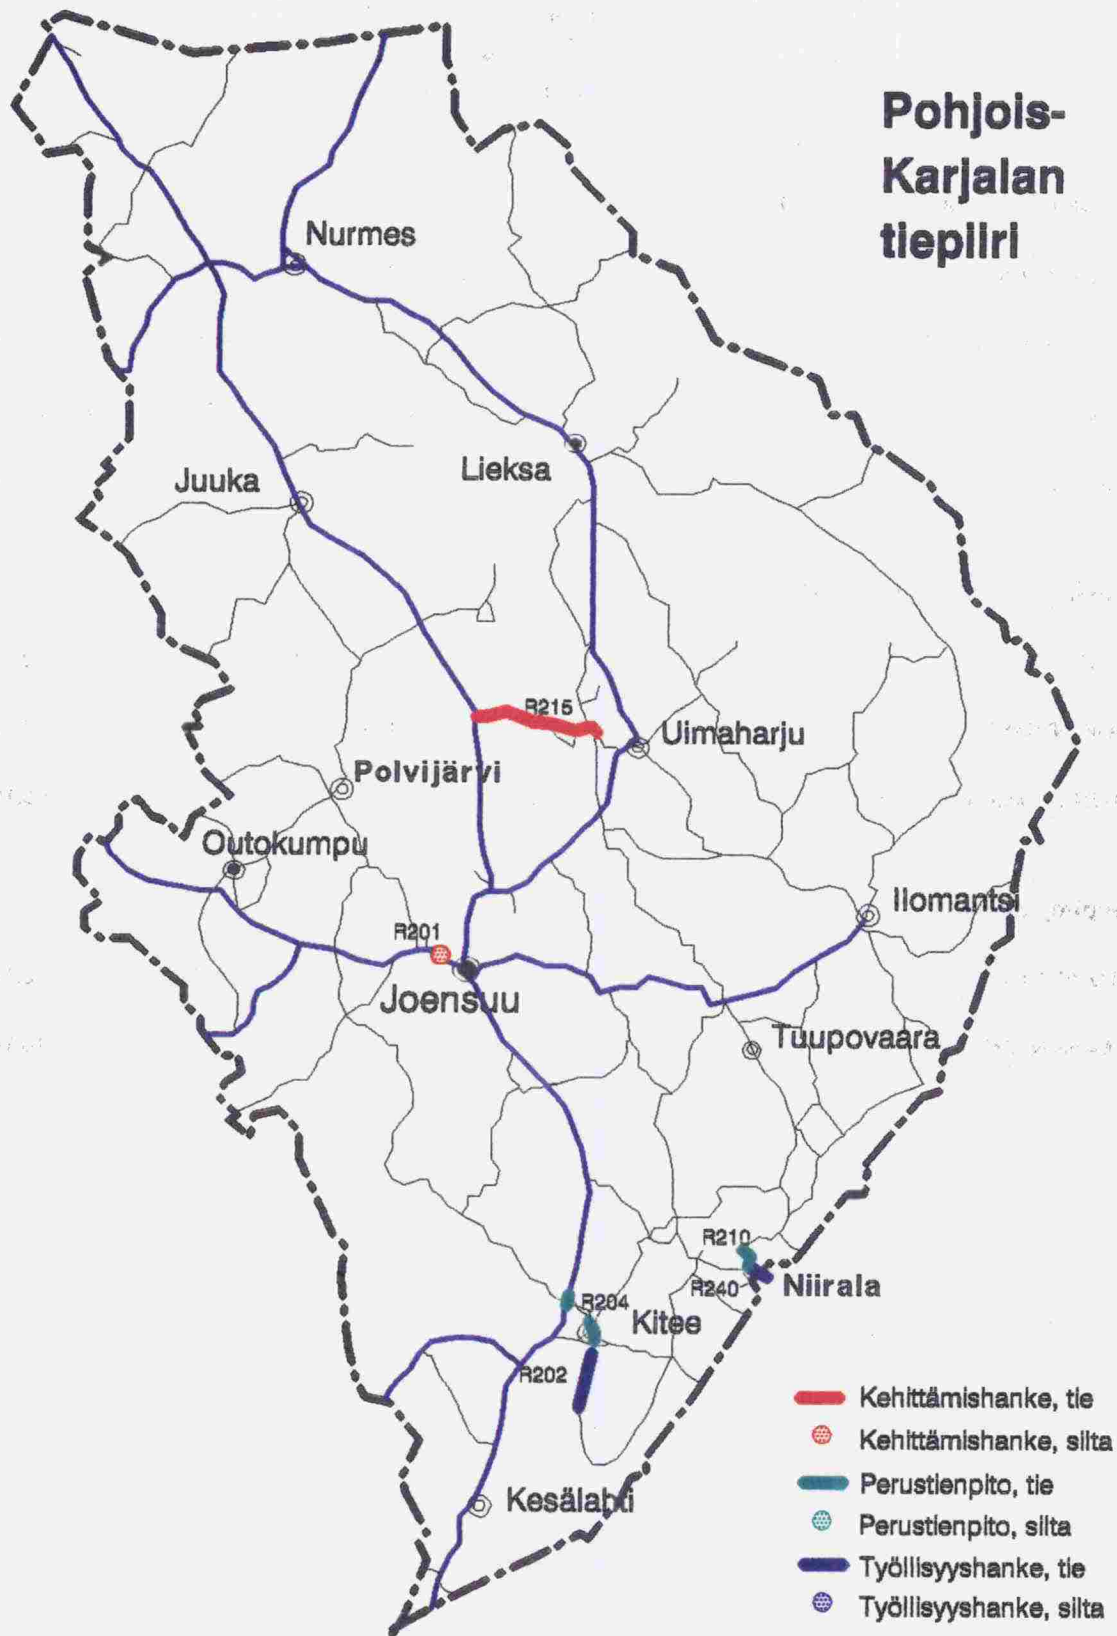 Pohjois-
Karjalan
tiepiiri
Nurmes
Lieksa
Juuka
R215
Uimaharju
Polvijärvi
Outokumpu
Ilomantsi
R201
Joensuu
Tuupovaara
R210
R240
Niirala
R204
Kitee
R202
Kesälahti
Kehittämishanke, tie
Kehittämishanke, silta
Perustienpito, tie
Perustienpito, silta
Työllisyyshanke, tie
Työllisyyshanke, silta